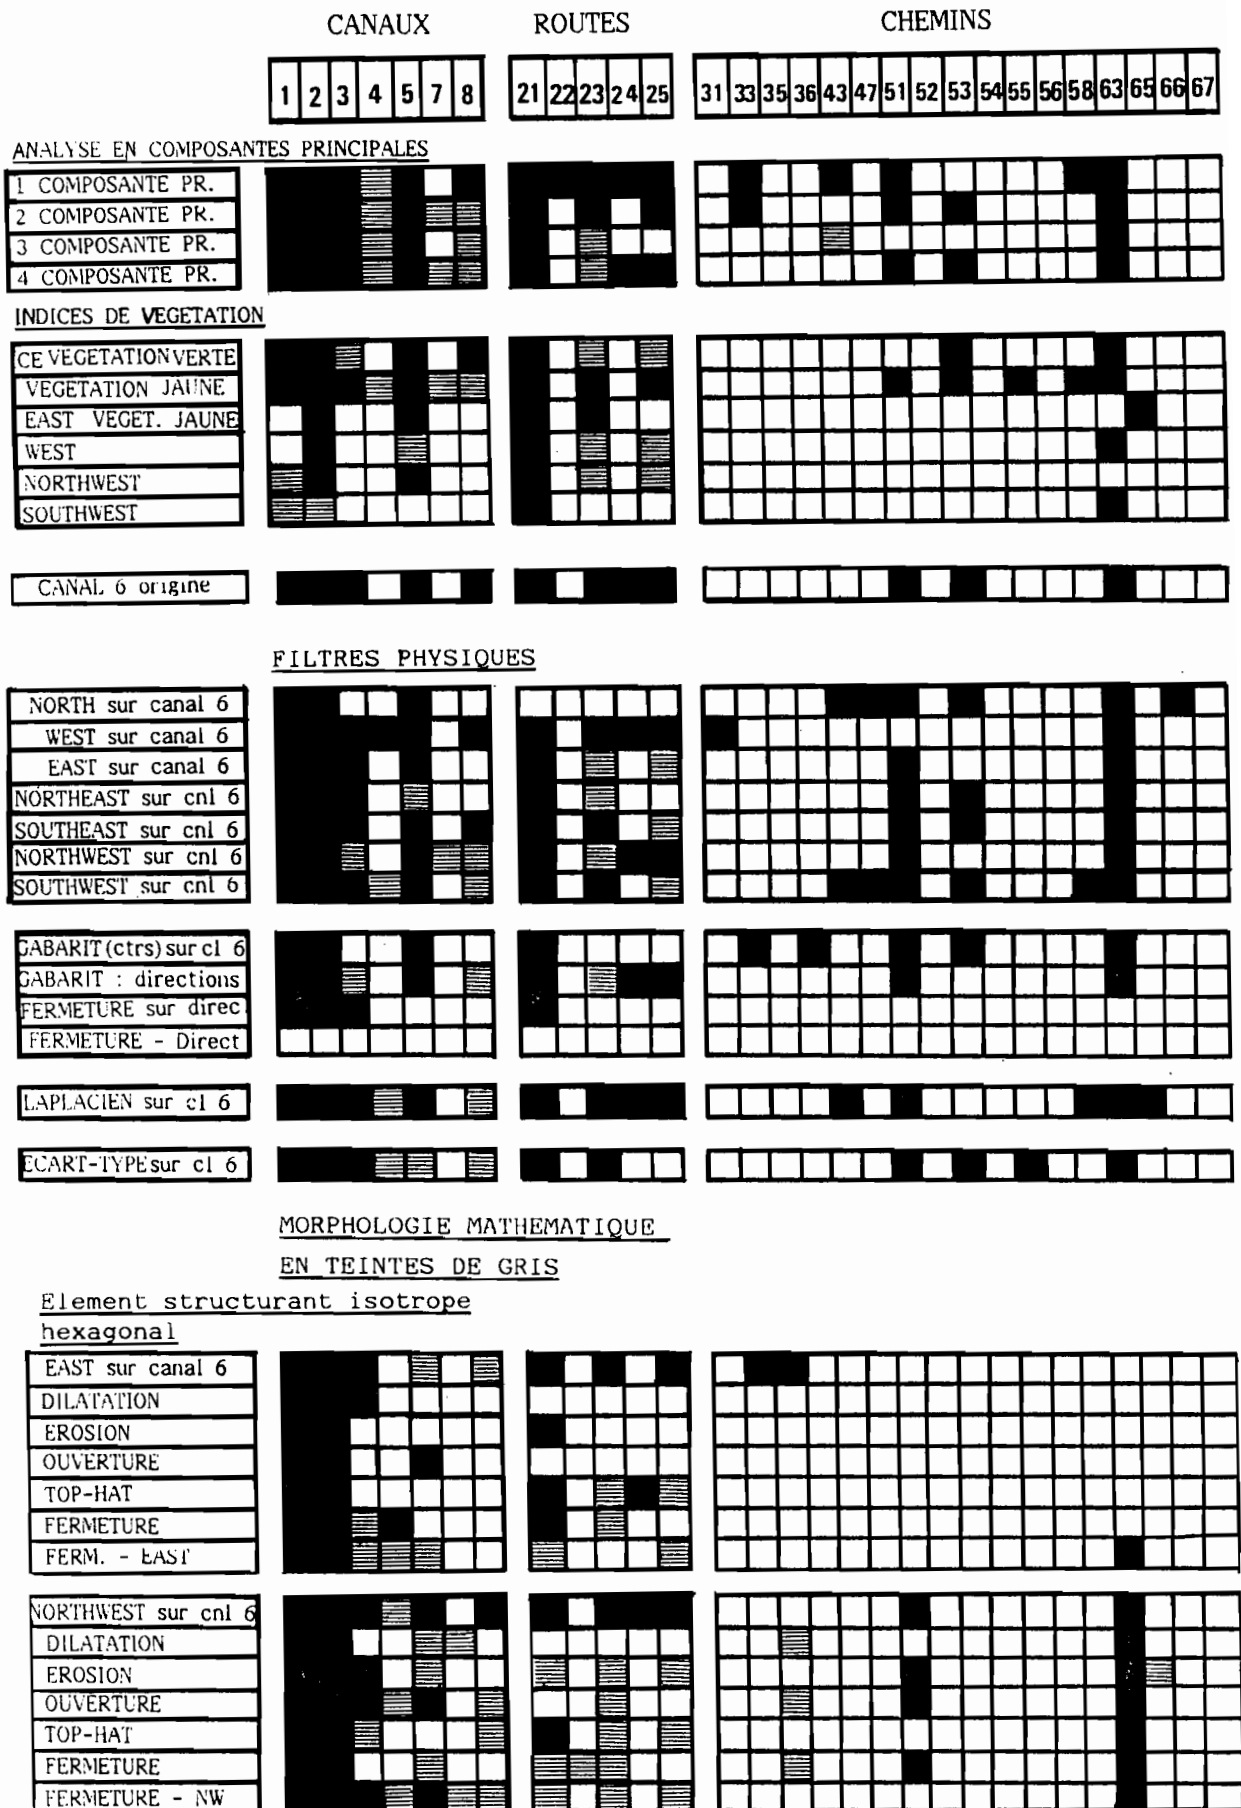 CANAUX ROUTES CHEMINS
1 2 3 4 5 7 8 21 22 23 24 25 31 33 35 36 43 47 51 52 53 54 55 56 58 63 65 66 67
ANALYSE EN COMPOSANTES PRINCIPALES
1 COMPOSANTE PR.
2 COMPOSANTE PR.
3 COMPOSANTE PR.
4 COMPOSANTE PR.
INDICES DE VEGETATION
CE VEGETATION VERTE
VEGETATION JAUNE
EAST VEGET. JAUNE
WEST
NORTHWEST
SOUTHWEST
CANAL 6 origine
FILTRES PHYSIQUES
NORTH sur canal 6
WEST sur canal 6
EAST sur canal 6
NORTHEAST sur cnl 6
SOUTHEAST sur cnl 6
NORTHWEST sur cnl 6
SOUTHWEST sur cnl 6
GABARIT (ctrs) sur cl 6
GABARIT : directions
FERMETURE sur direc
FERMETURE - Direct
LAPLACIEN sur cl 6
ECART-TYPE sur cl 6
MORPHOLOGIE MATHEMATIQUE
EN TEINTES DE GRIS
Element structurant isotrope
hexagonal
EAST sur canal 6
DILATATION
EROSION
OUVERTURE
TOP-HAT
FERMETURE
FERM. - EAST
NORTHWEST sur cnl 6
DILATATION
EROSION
OUVERTURE
TOP-HAT
FERMETURE
FERMETURE - NW